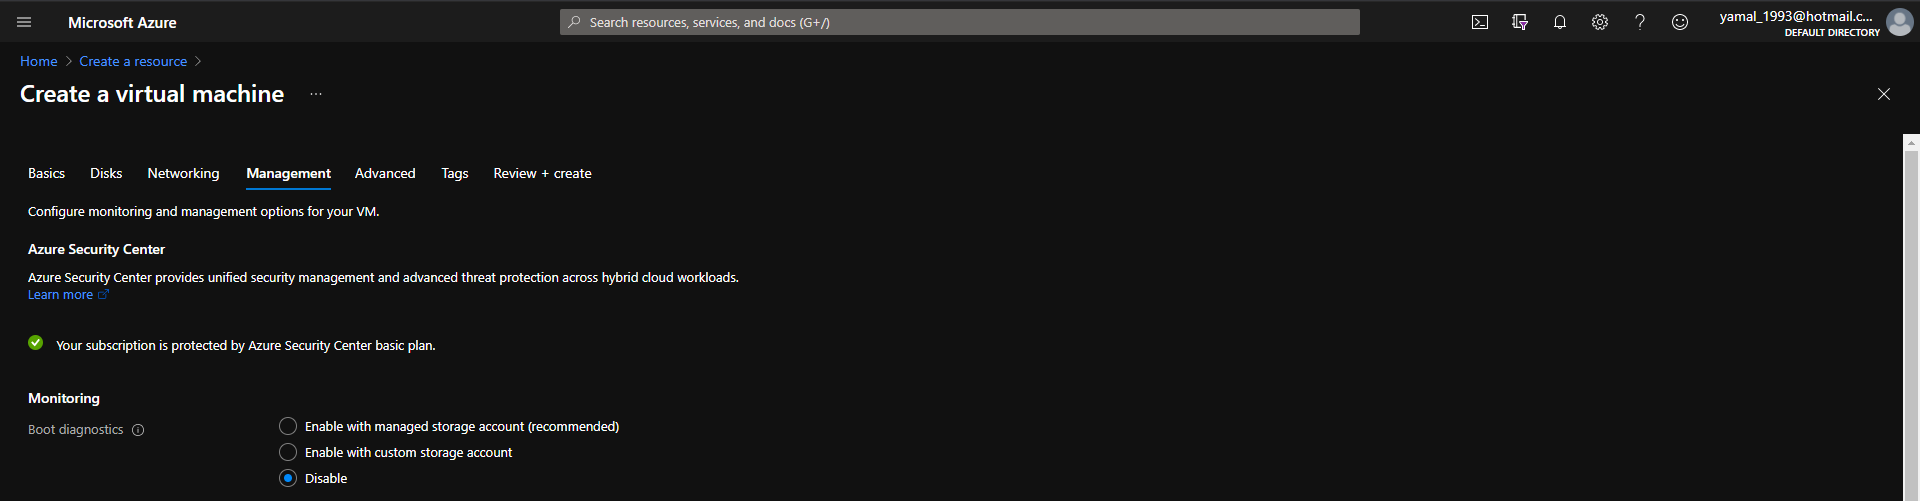 Microsoft Azure
Search resources, services, and docs (G+/)
yamal_1993@hotmail.c...
DEFAULT DIRECTORY
Home > Create a resource >
Create a virtual machine ...
Basics Disks Networking Management Advanced Tags Review + create
Configure monitoring and management options for your VM.
Azure Security Center
Azure Security Center provides unified security management and advanced threat protection across hybrid cloud workloads.
Learn more
Your subscription is protected by Azure Security Center basic plan.
Monitoring
Boot diagnostics
Enable with managed storage account (recommended)
Enable with custom storage account
Disable